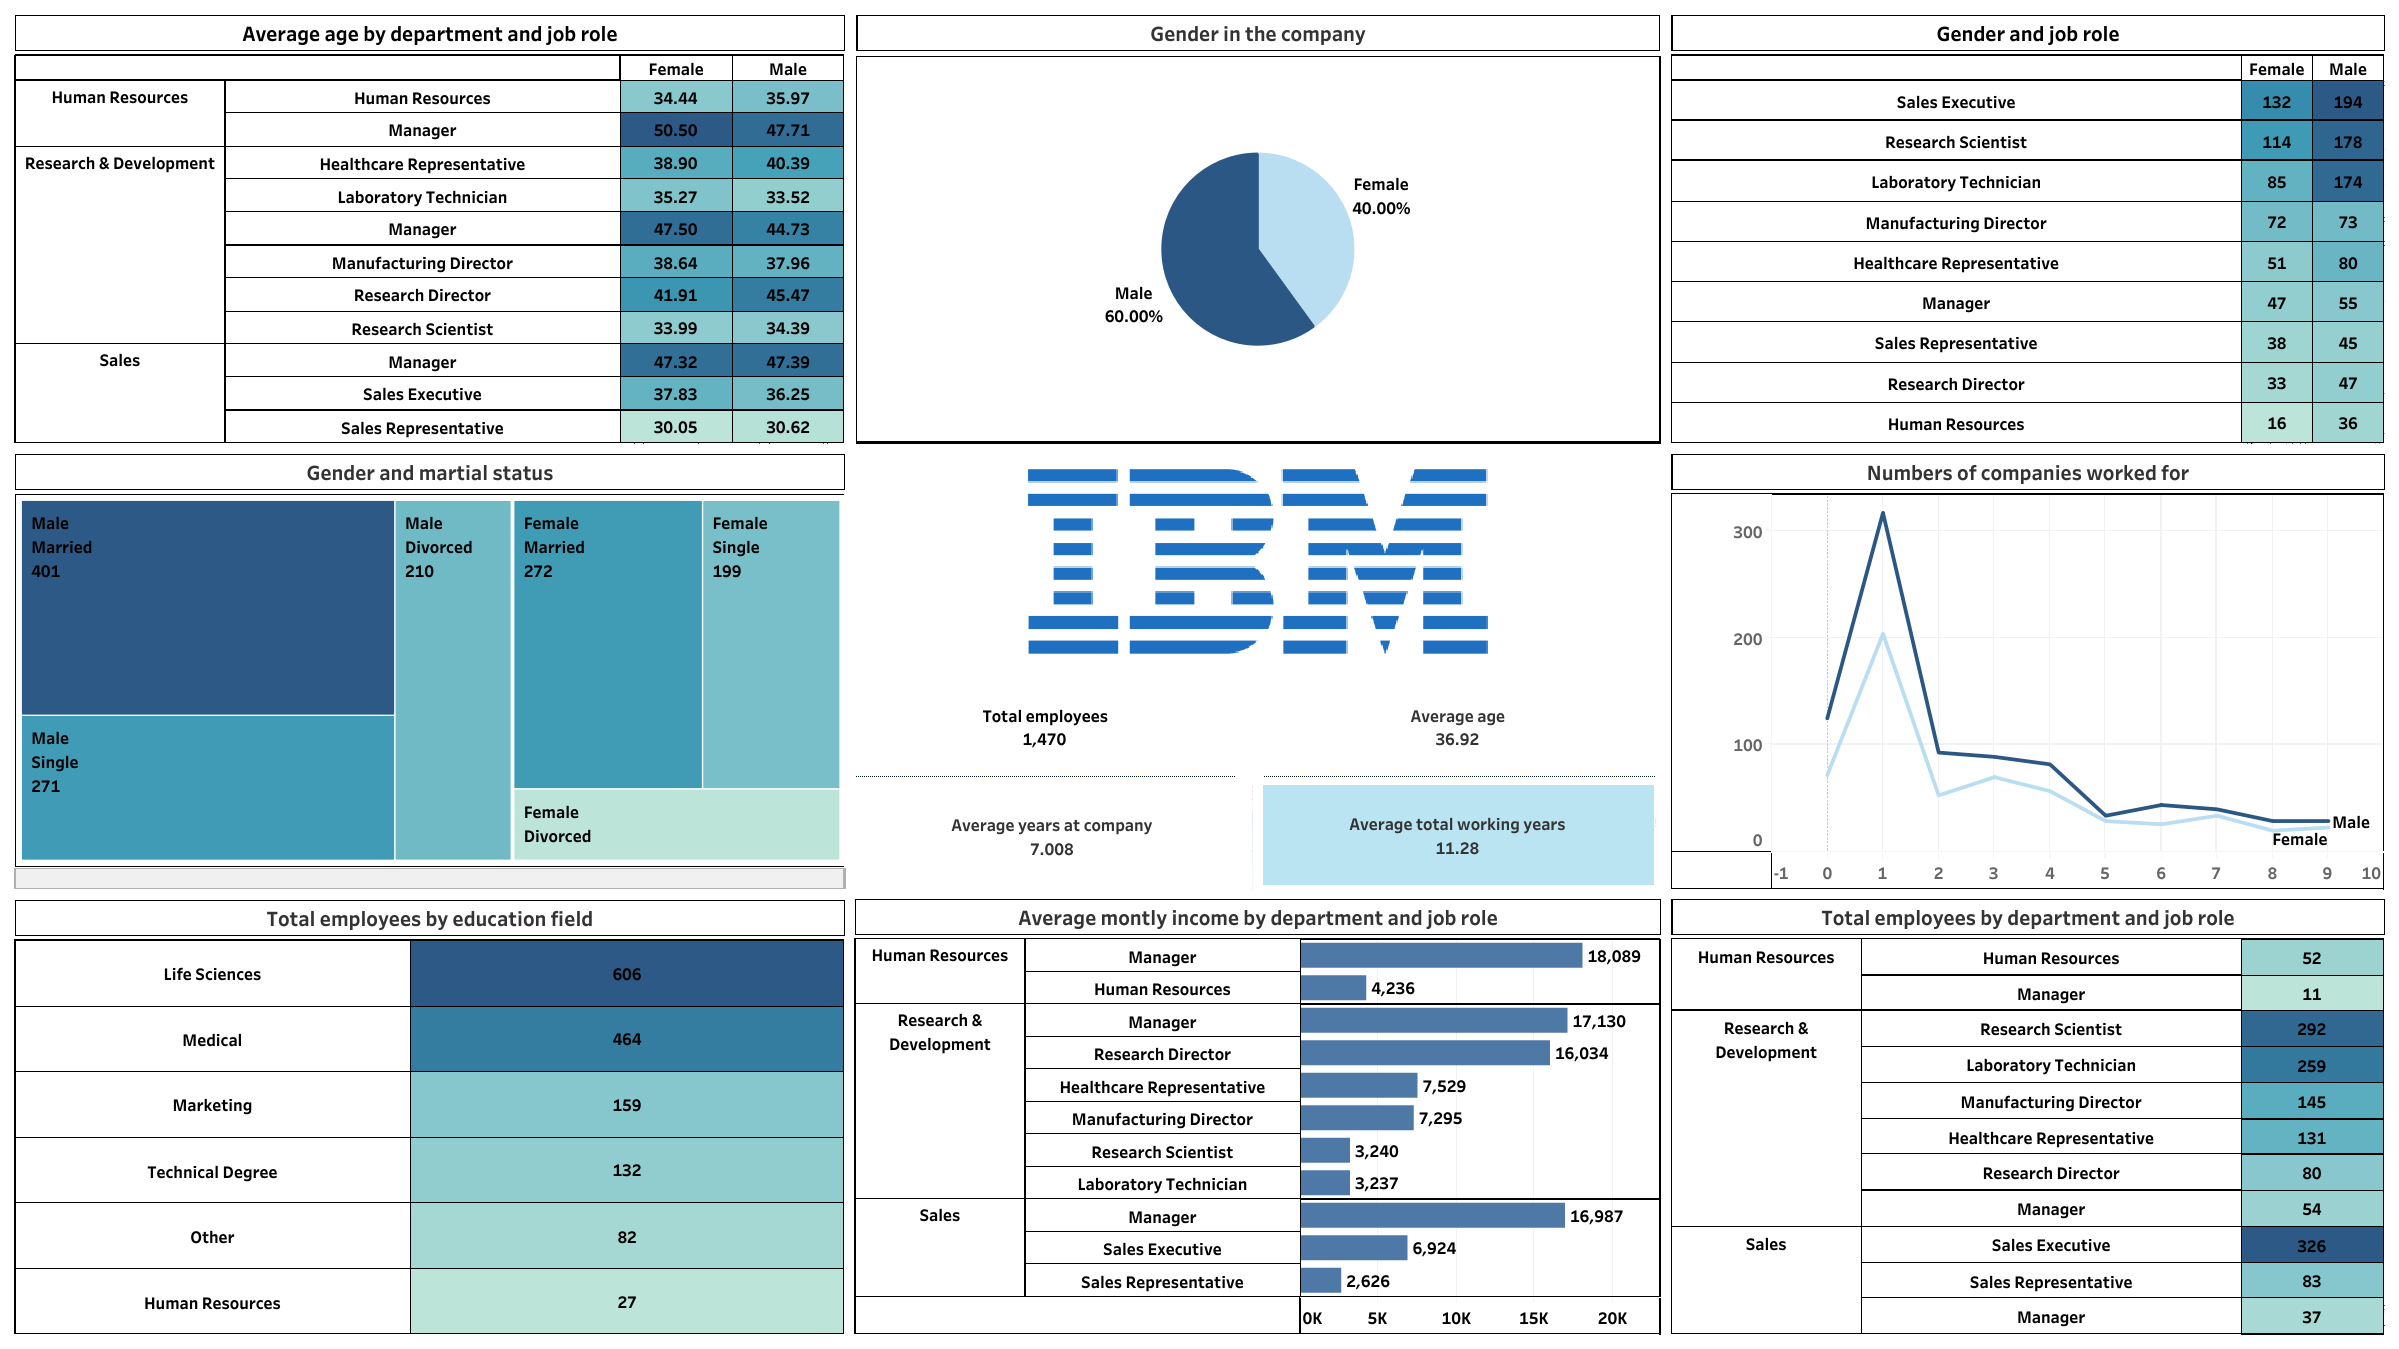 Average age by department and job role
Female Male
Human Resources Human Resources 34.44 35.97
Manager 50.50 47.71
Research & Development Healthcare Representative 38.90 40.39
Laboratory Technician 35.27 33.52
Manager 47.50 44.73
Manufacturing Director 38.64 37.96
Research Director 41.91 45.47
Research Scientist 33.99 34.39
Sales Manager 47.32 47.39
Sales Executive 37.83 36.25
Sales Representative 30.05 30.62
Gender in the company
Female
40.00%
Male
60.00%
Gender and job role
Female Male
Sales Executive 132 194
Research Scientist 114 178
Laboratory Technician 85 174
Manufacturing Director 72 73
Healthcare Representative 51 80
Manager 47 55
Sales Representative 38 45
Research Director 33 47
Human Resources 16 36
Gender and martial status
Male
Married
401
Male
Divorced
210
Female
Married
272
Female
Single
199
Male
Single
271
Female
Divorced
IBM
Total employees
1,470
Average age
36.92
Average years at company
7.008
Average total working years
11.28
Numbers of companies worked for
300
200
100
0
Male
Female
-1 0 1 2 3 4 5 6 7 8 9 10
Total employees by education field
Life Sciences 606
Medical 464
Marketing 159
Technical Degree 132
Other 82
Human Resources 27
Average montly income by department and job role
Human Resources Manager 18,089
Human Resources 4,236
Research &
Development
Manager 17,130
Research Director 16,034
Healthcare Representative 7,529
Manufacturing Director 7,295
Research Scientist 3,240
Laboratory Technician 3,237
Sales Manager 16,987
Sales Executive 6,924
Sales Representative 2,626
0K 5K 10K 15K 20K
Total employees by department and job role
Human Resources Human Resources 52
Manager 11
Research &
Development
Research Scientist 292
Laboratory Technician 259
Manufacturing Director 145
Healthcare Representative 131
Research Director 80
Manager 54
Sales Sales Executive 326
Sales Representative 83
Manager 37